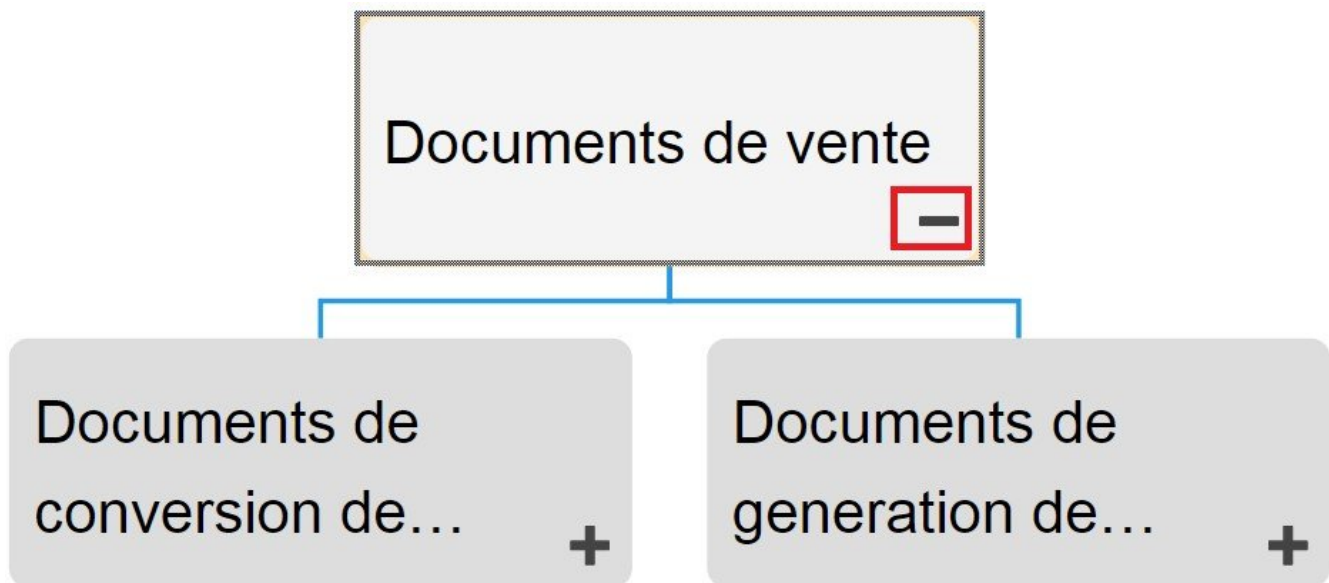 Documents de vente
Documents de
conversion de…
Documents de
generation de…